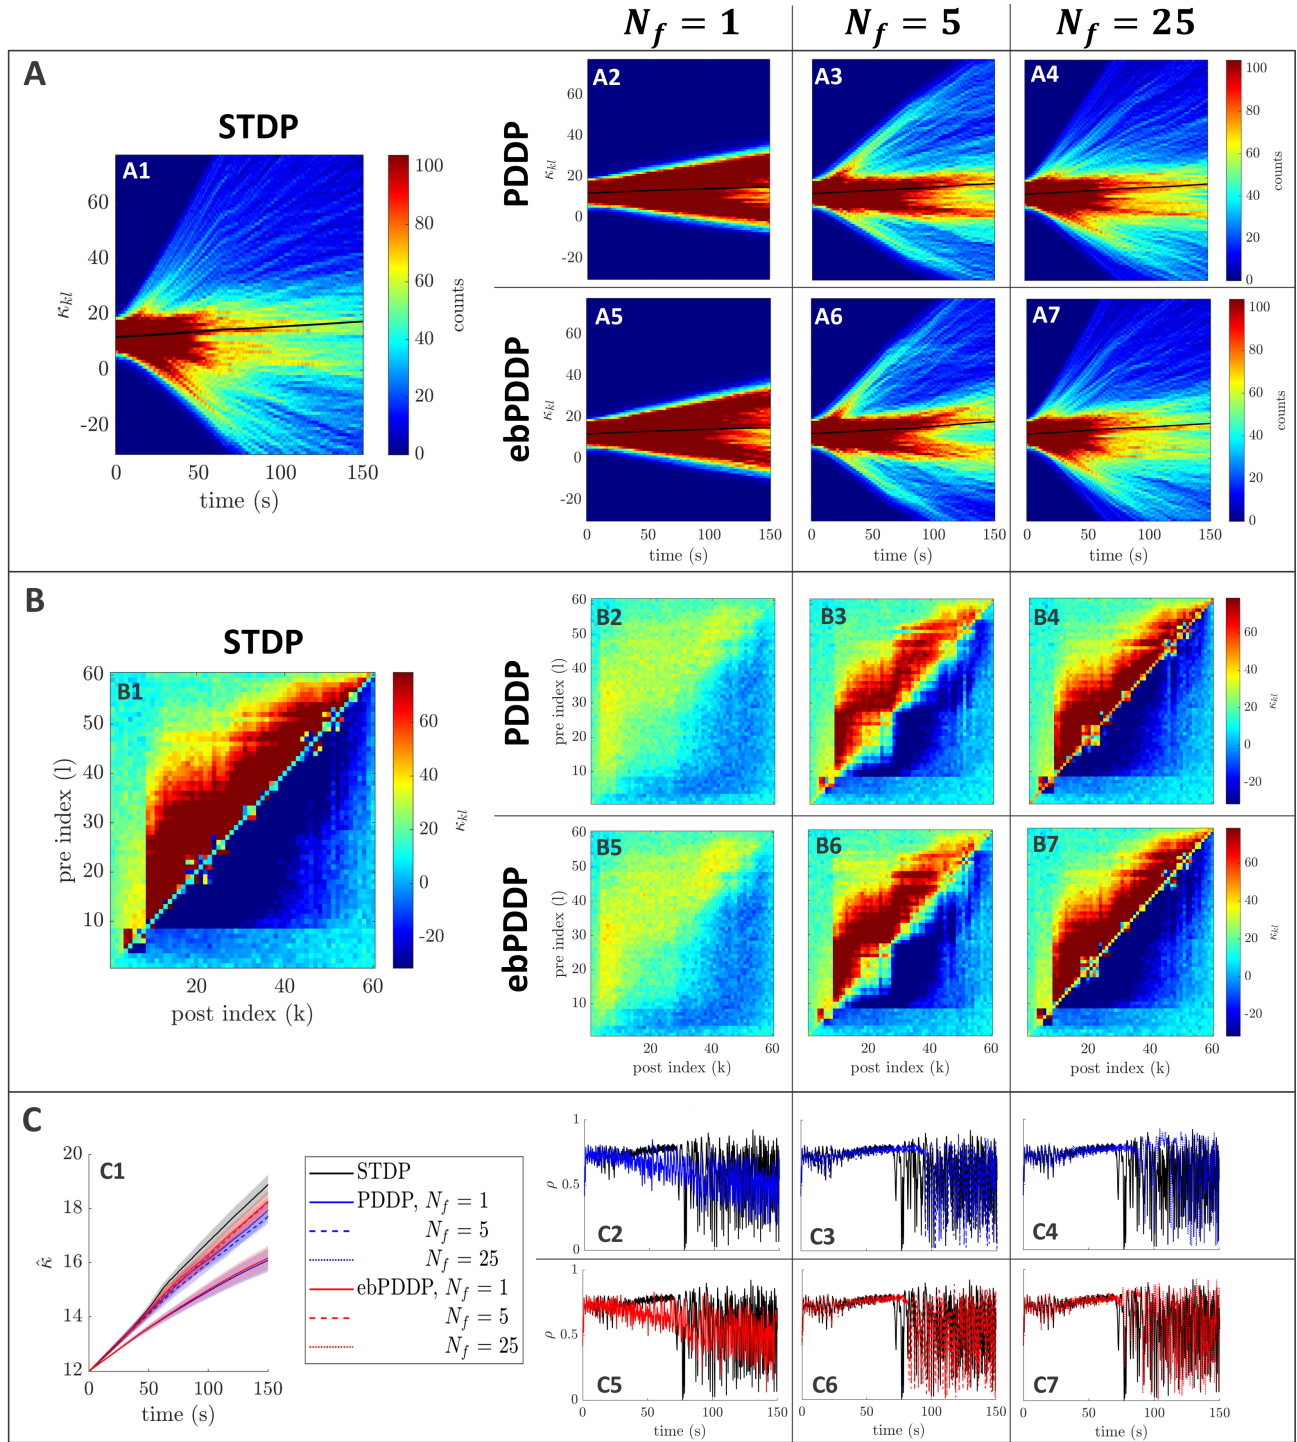 N_f = 1 N_f = 5 N_f = 25
A
STDP
A1
60
40
20
0
-20
κ_kl
0 50 100 150
time (s)
100
80
60
40
20
0
counts
PDDP
A2 A3 A4
60
40
20
0
-20
κ_kl
100
80
60
40
20
0
counts
ebPDDP
A5 A6 A7
60
40
20
0
-20
κ_kl
0 50 100 150 0 50 100 150 0 50 100 150
time (s) time (s) time (s)
100
80
60
40
20
0
counts
B
STDP
B1
60
50
40
30
20
10
pre index (l)
20 40 60
post index (k)
60
40
20
0
-20
κ_kl
PDDP
B2 B3 B4
60
50
40
30
20
10
pre index (l)
60
40
20
0
-20
κ_kl
ebPDDP
B5 B6 B7
60
50
40
30
20
10
pre index (l)
20 40 60 20 40 60 20 40 60
post index (k) post index (k) post index (k)
60
40
20
0
-20
κ_kl
C
C1
20
18
16
14
12
κ̂
0 50 100 150
time (s)
STDP
PDDP, N_f = 1
N_f = 5
N_f = 25
ebPDDP, N_f = 1
N_f = 5
N_f = 25
1
0.5
0
ρ
C2 C3 C4
1
0.5
0
ρ
C5 C6 C7
0 50 100 150 0 50 100 150 0 50 100 150
time (s) time (s) time (s)